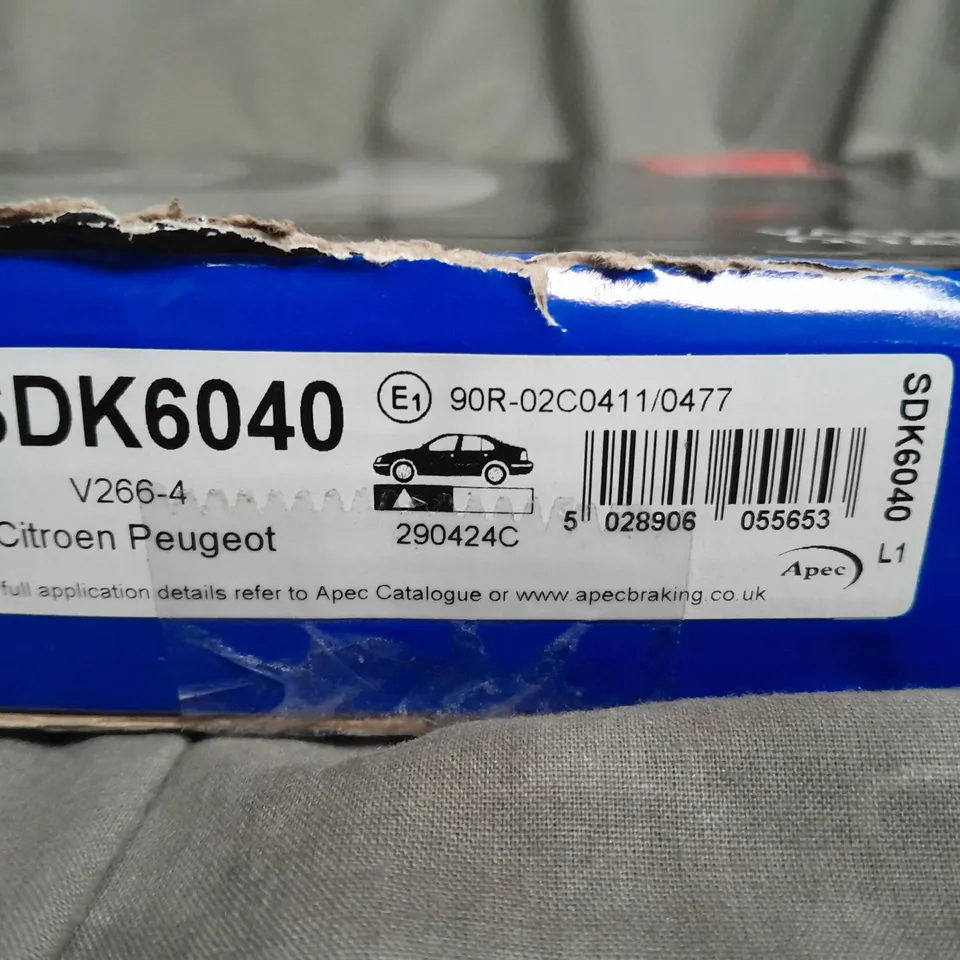 SDK6040
E1 90R-02C0411/0477
V266-4
Citroen Peugeot
290424C
5 028906 055653
SDK6040 L1
Apec
full application details refer to Apec Catalogue or www.apecbraking.co.uk